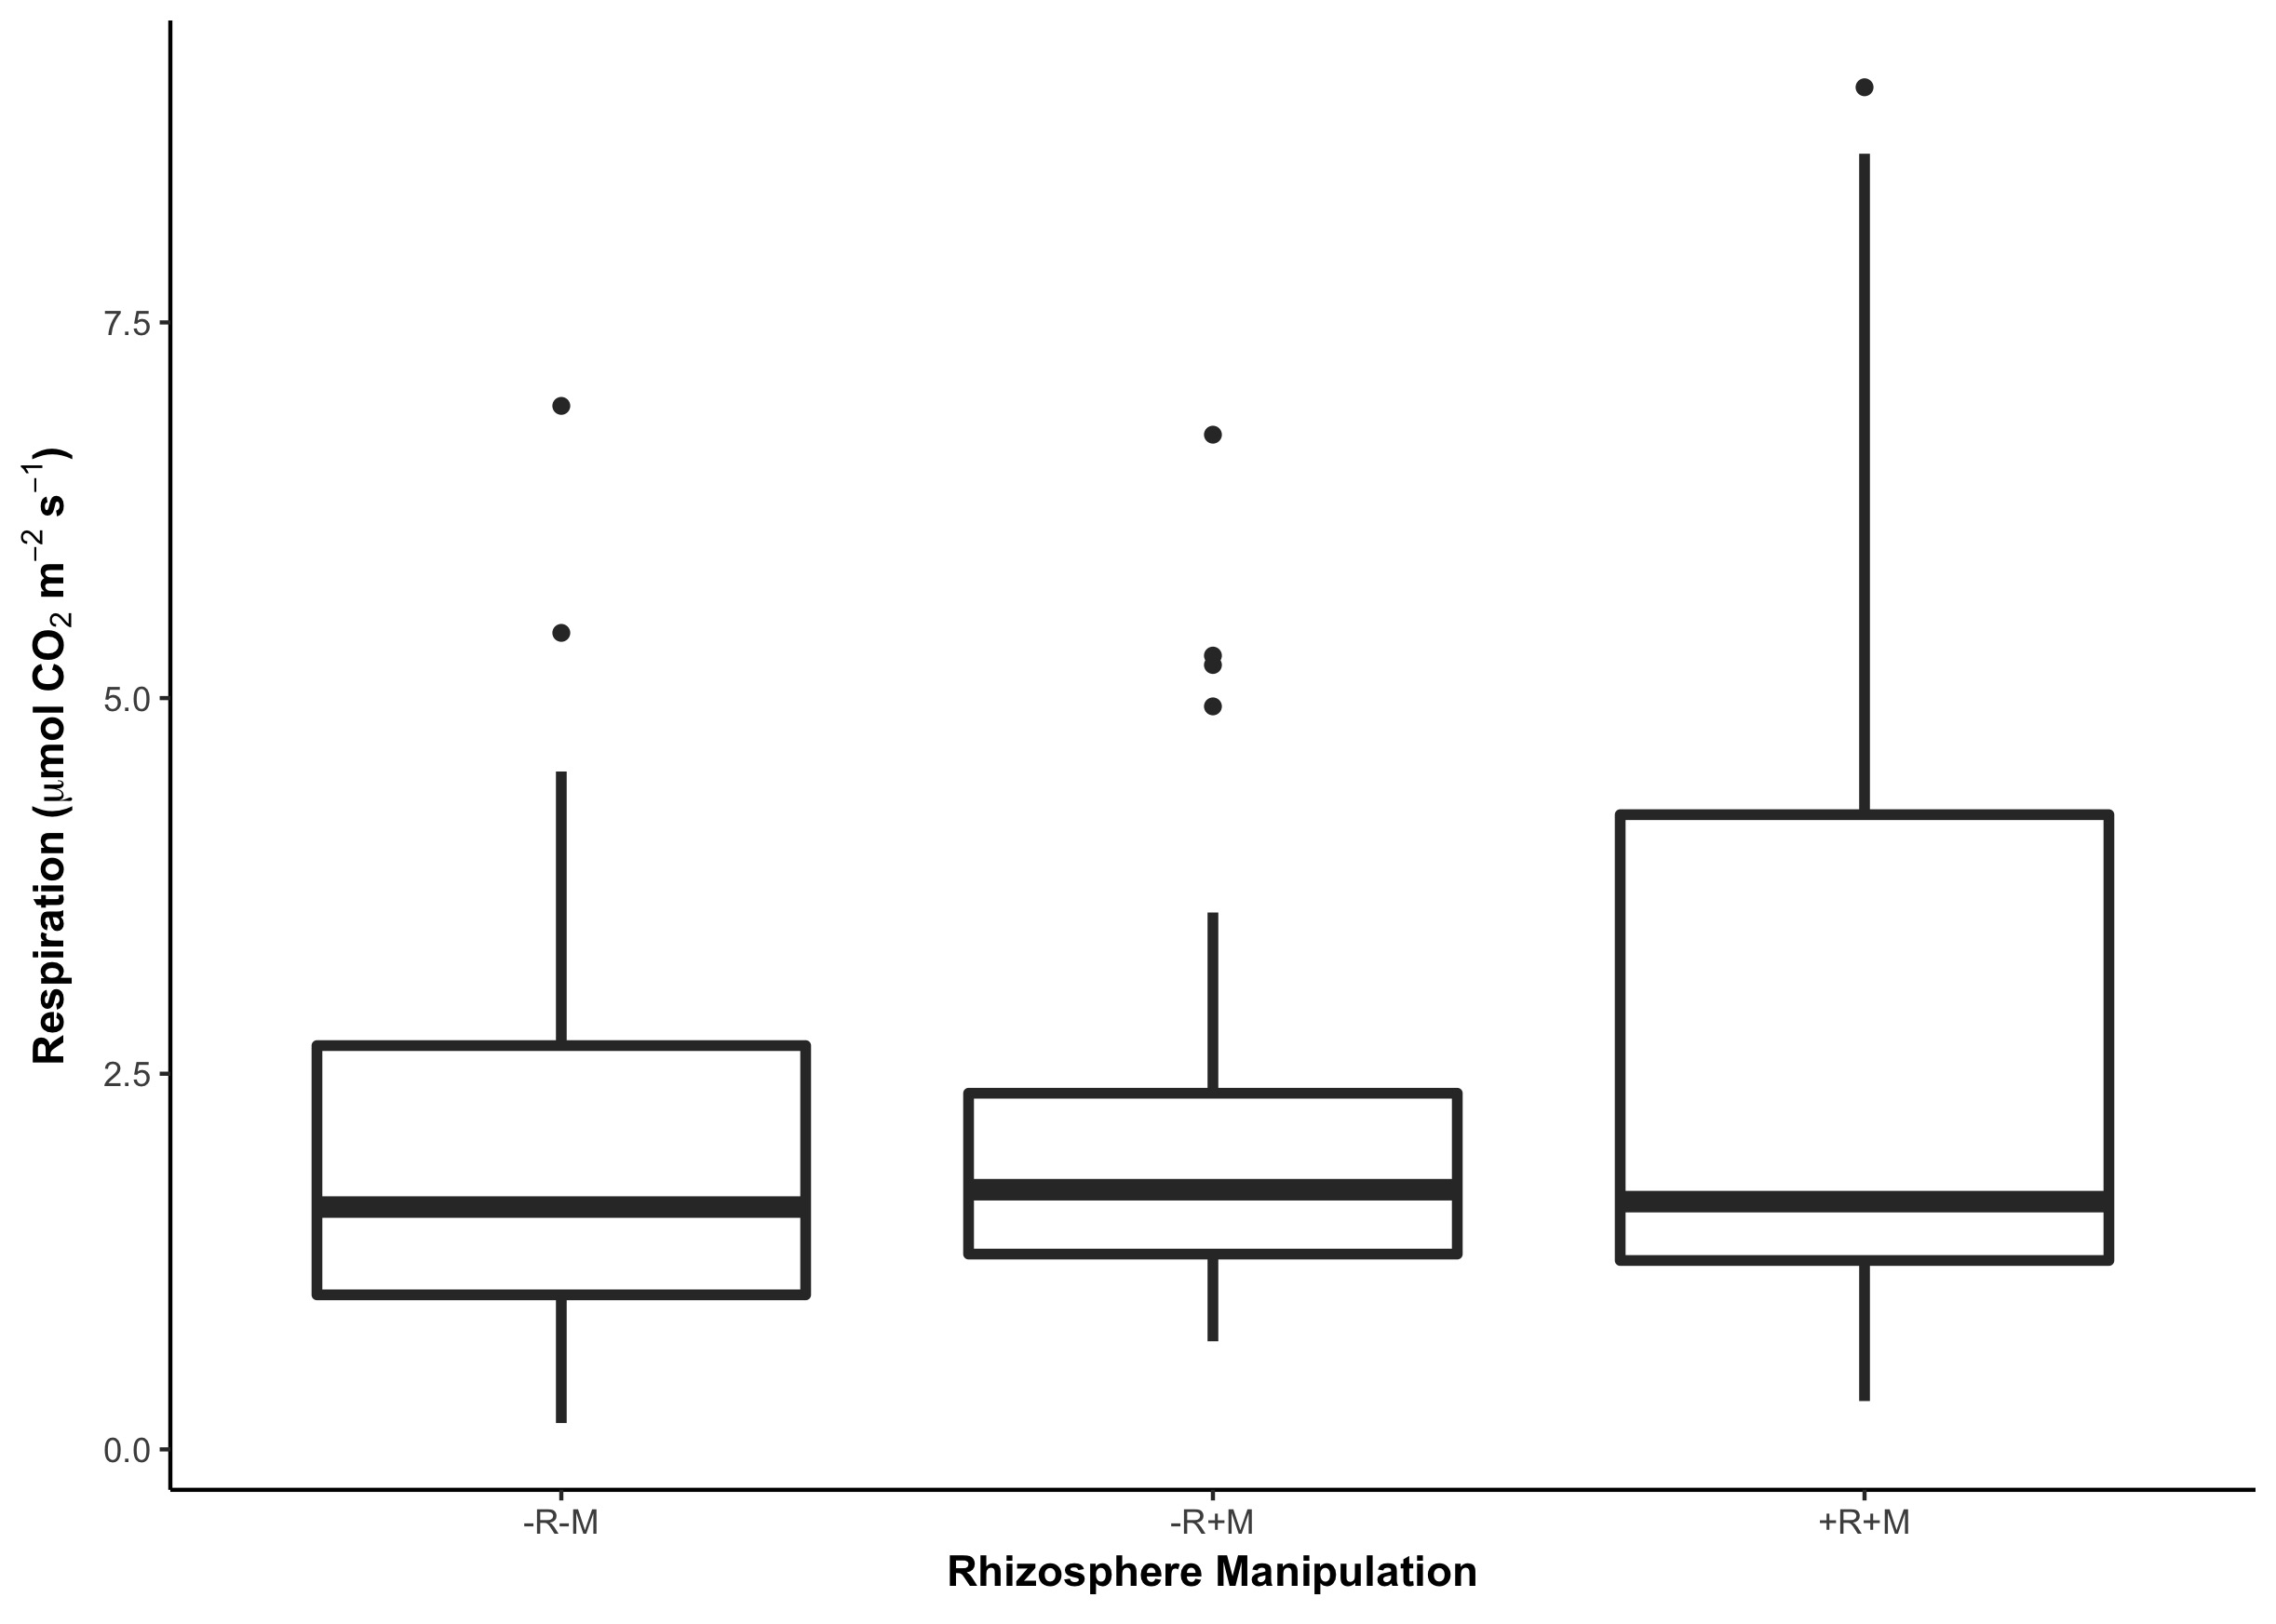 Respiration (μmol CO₂ m⁻² s⁻¹)
7.5
5.0
2.5
0.0
-R-M
-R+M
+R+M
Rhizosphere Manipulation